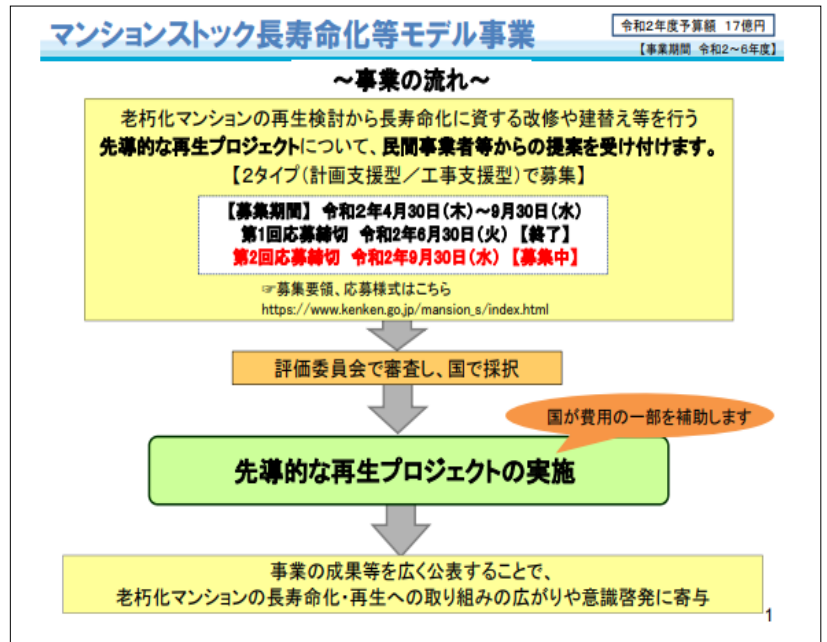 マンションストック長寿命化等モデル事業
令和2年度予算額 17億円
【事業期間 令和2～6年度】
～事業の流れ～
老朽化マンションの再生検討から長寿命化に資する改修や建替え等を行う
先導的な再生プロジェクトについて、民間事業者等からの提案を受け付けます。
【2タイプ（計画支援型／工事支援型）で募集】
【募集期間】 令和2年4月30日（木）～9月30日（水）
第1回応募締切 令和2年6月30日（火）【終了】
第2回応募締切 令和2年9月30日（水）【募集中】
☞募集要領、応募様式はこちら
https://www.kenken.go.jp/mansion_s/index.html
評価委員会で審査し、国で採択
国が費用の一部を補助します
先導的な再生プロジェクトの実施
事業の成果等を広く公表することで、
老朽化マンションの長寿命化・再生への取り組みの広がりや意識啓発に寄与
1